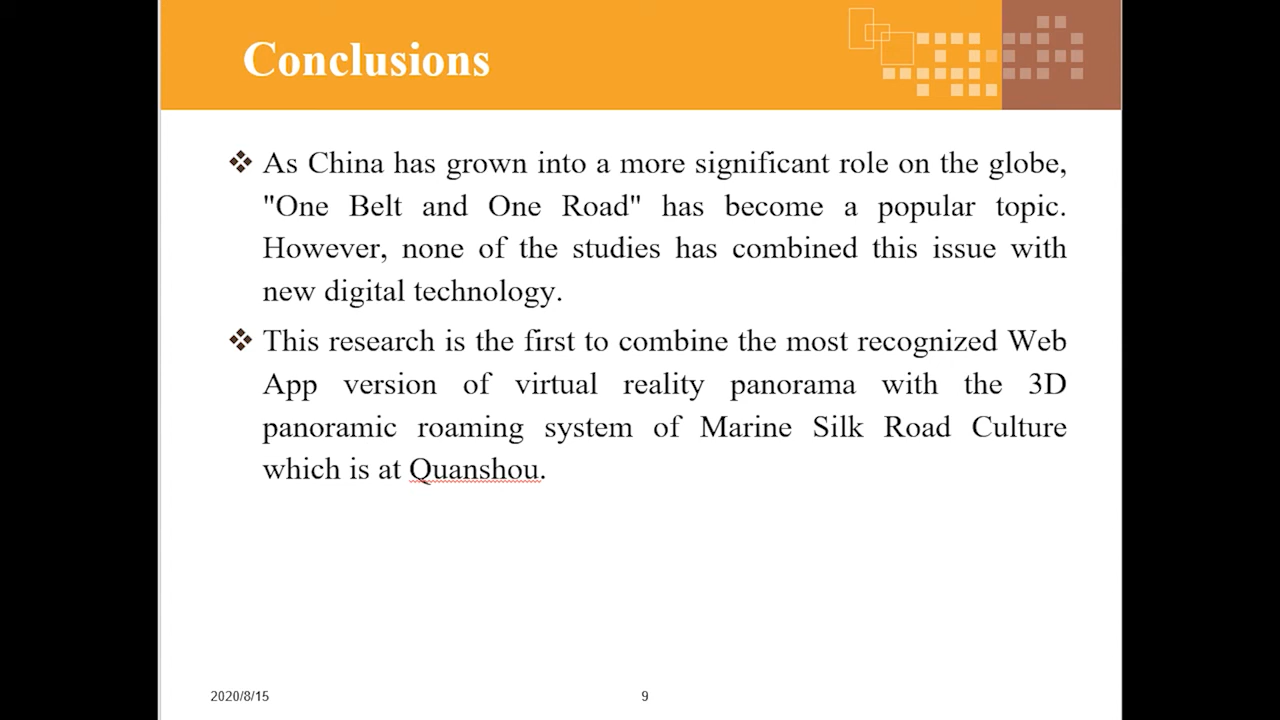 Conclusions
As China has grown into a more significant role on the globe,
"One Belt and One Road" has become a popular topic.
However, none of the studies has combined this issue with
new digital technology.
This research is the first to combine the most recognized Web
App version of virtual reality panorama with the 3D
panoramic roaming system of Marine Silk Road Culture
which is at Quanshou.
2020/8/15
9